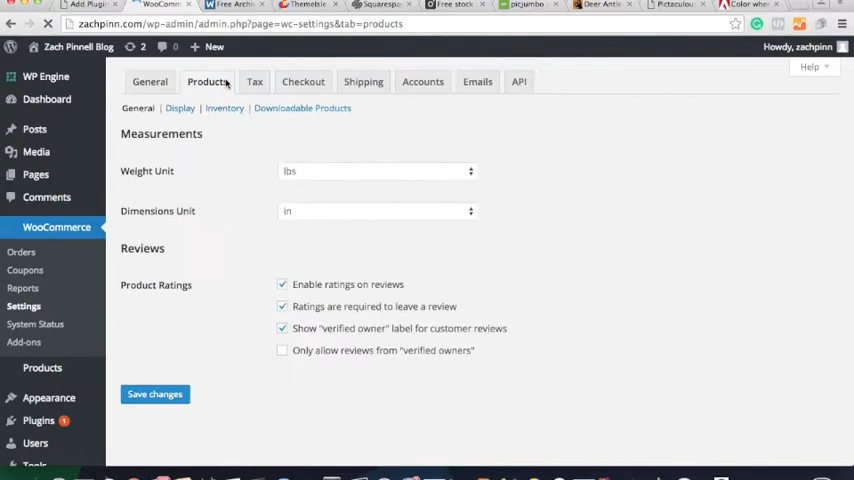 Add Plugin
WooComm
Free Archi
ThemeIsle
Squarespa
Free stock
picjumbo
Deer Antle
Pictaculous
Color whe
zachpinn.com/wp-admin/admin.php?page=wc-settings&tab=products
Zach Pinnell Blog
2
0
New
Howdy, zachpinn
WP Engine
Dashboard
Posts
Media
Pages
Comments
WooCommerce
Orders
Coupons
Reports
Settings
System Status
Add-ons
Products
Appearance
Plugins 1
Users
Tools
Help
General
Products
Tax
Checkout
Shipping
Accounts
Emails
API
General | Display | Inventory | Downloadable Products
Measurements
Weight Unit
lbs
Dimensions Unit
in
Reviews
Product Ratings
Enable ratings on reviews
Ratings are required to leave a review
Show "verified owner" label for customer reviews
Only allow reviews from "verified owners"
Save changes